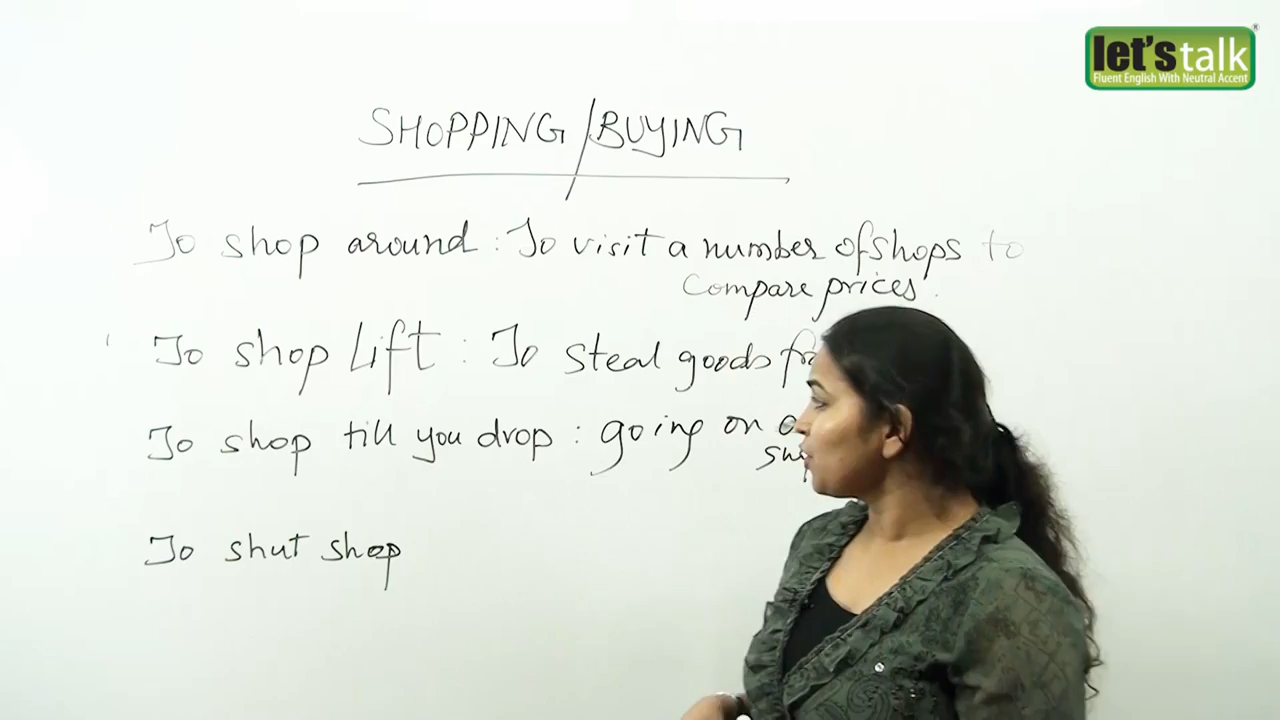 let's talk
Fluent English With Neutral Accent
SHOPPING/BUYING
To shop around : To visit a number of shops to
compare prices.
To shop lift : To steal goods
To shop till you drop : going on
To shut shop